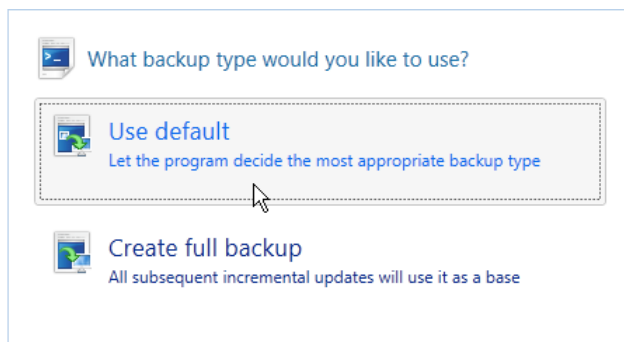 What backup type would you like to use?
Use default
Let the program decide the most appropriate backup type
Create full backup
All subsequent incremental updates will use it as a base